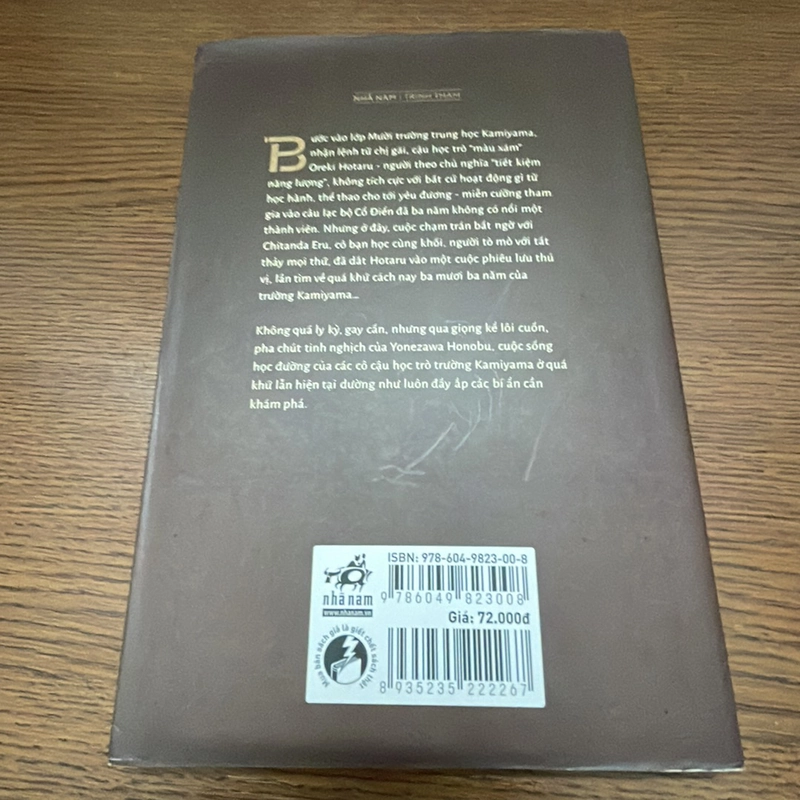 NHÃ NAM | TRINH THÁM
Bước vào lớp Mười trường trung học Kamiyama,
nhận lệnh từ chị gái, cậu học trò "màu xám"
Oreki Hotaru - người theo chủ nghĩa "tiết kiệm
năng lượng", không tích cực với bất cứ hoạt động gì từ
học hành, thể thao cho tới yêu đương - miễn cưỡng tham
gia vào câu lạc bộ Cổ Điển đã ba năm không có nổi một
thành viên. Nhưng ở đây, cuộc chạm trán bất ngờ với
Chitanda Eru, cô bạn học cùng khối, người tò mò với tất
thảy mọi thứ, đã dắt Hotaru vào một cuộc phiêu lưu thú
vị, lần tìm về quá khứ cách nay ba mươi ba năm của
trường Kamiyama...
Không quá ly kỳ, gay cấn, nhưng qua giọng kể lôi cuốn,
pha chút tinh nghịch của Yonezawa Honobu, cuộc sống
học đường của các cô cậu học trò trường Kamiyama ở quá
khứ lẫn hiện tại dường như luôn đầy ắp các bí ẩn cần
khám phá.
ISBN: 978-604-9823-00-8
9 786049 823008
nhã nam
www.nhanam.vn
Giá: 72.000đ
Mua bán sách giả là giết chết sách thật
8 935235 222267